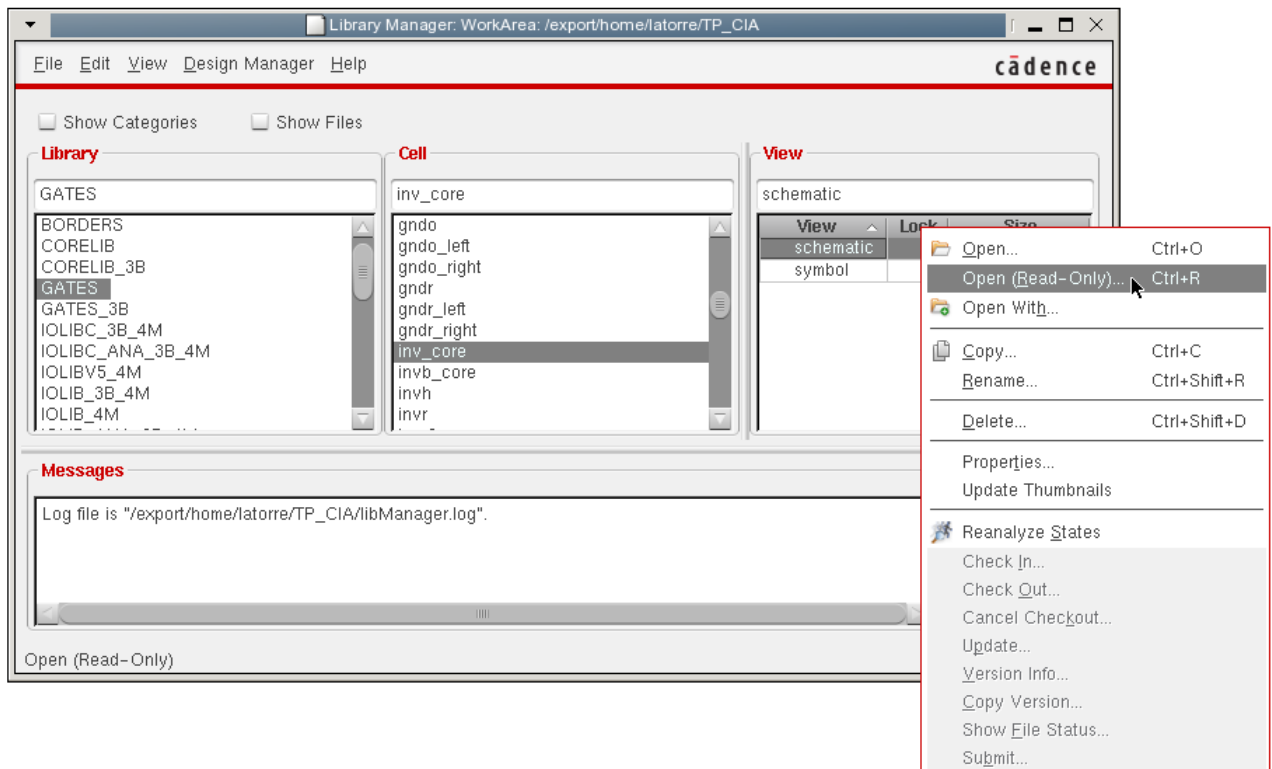 Library Manager: WorkArea: /export/home/latorre/TP_CIA
File Edit View Design Manager Help
cādence
Show Categories Show Files
Library
GATES
BORDERS
CORELIB
CORELIB_3B
GATES
GATES_3B
IOLIBC_3B_4M
IOLIBC_ANA_3B_4M
IOLIBV5_4M
IOLIB_3B_4M
IOLIB_4M
Cell
inv_core
gndo
gndo_left
gndo_right
gndr
gndr_left
gndr_right
inv_core
invb_core
invh
invr
View
schematic
View Lock Size
schematic
symbol
Messages
Log file is "/export/home/latorre/TP_CIA/libManager.log".
Open (Read-Only)
Open... Ctrl+O
Open (Read-Only)... Ctrl+R
Open With...
Copy... Ctrl+C
Rename... Ctrl+Shift+R
Delete... Ctrl+Shift+D
Properties...
Update Thumbnails
Reanalyze States
Check In...
Check Out...
Cancel Checkout...
Update...
Version Info...
Copy Version...
Show File Status...
Submit...